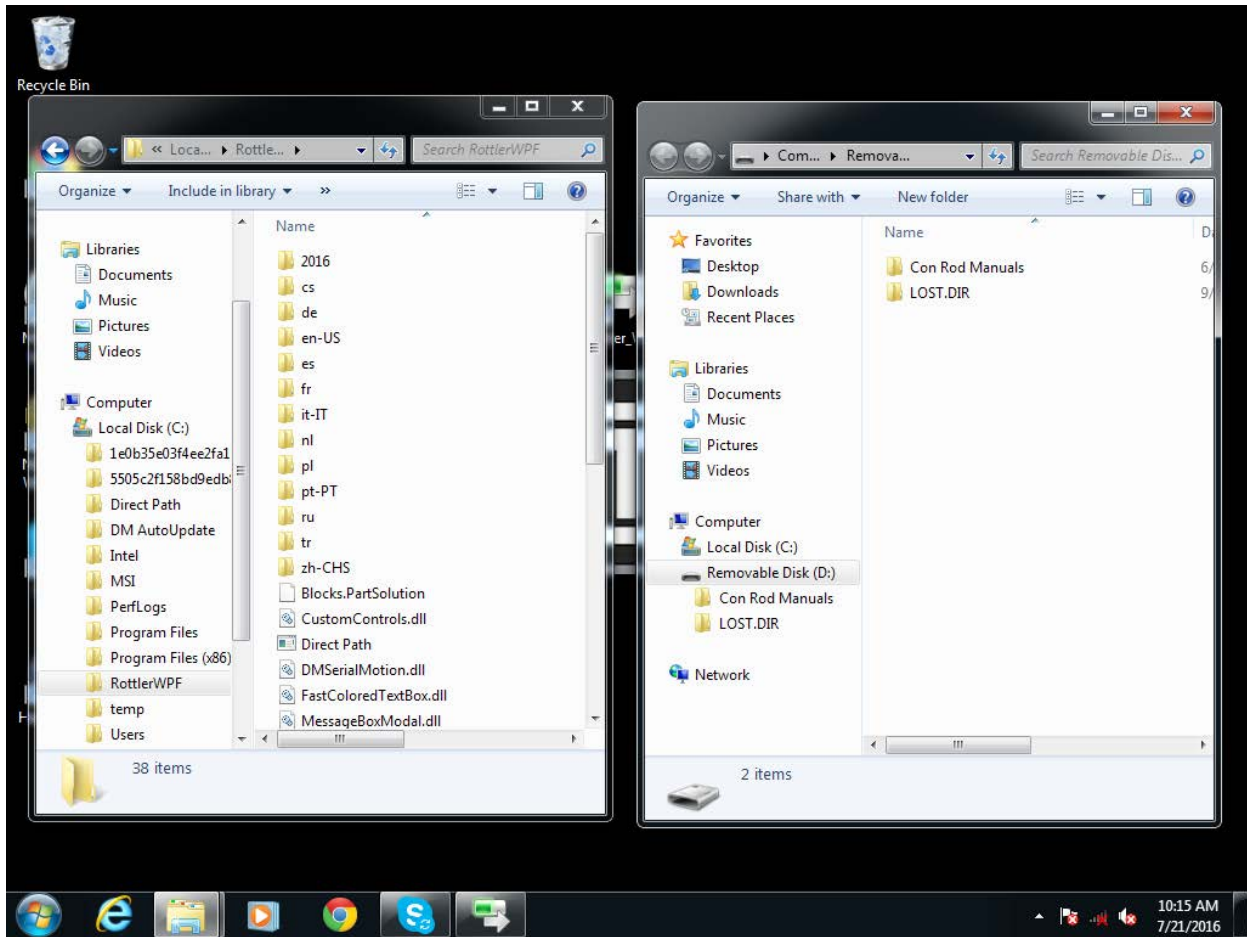 Recycle Bin
« Loca... Rottle...
Search RottlerWPF
Organize
Include in library
»
Libraries
Documents
Music
Pictures
Videos
Computer
Local Disk (C:)
1e0b35e03f4ee2fa1
5505c2f158bd9edb
Direct Path
DM AutoUpdate
Intel
MSI
PerfLogs
Program Files
Program Files (x86)
RottlerWPF
temp
Users
Name
2016
cs
de
en-US
es
fr
it-IT
nl
pl
pt-PT
ru
tr
zh-CHS
Blocks.PartSolution
CustomControls.dll
Direct Path
DMSerialMotion.dll
FastColoredTextBox.dll
MessageBoxModal.dll
38 items
Com... Remova...
Search Removable Dis...
Organize
Share with
New folder
Favorites
Desktop
Downloads
Recent Places
Libraries
Documents
Music
Pictures
Videos
Computer
Local Disk (C:)
Removable Disk (D:)
Con Rod Manuals
LOST.DIR
Network
Name
Con Rod Manuals
6/
LOST.DIR
9/
2 items
10:15 AM
7/21/2016